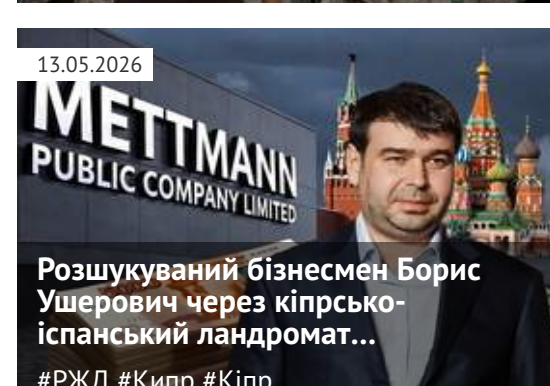 13.05.2026
METTMANN
PUBLIC COMPANY LIMITED
Розшукуваний бізнесмен Борис
Ушерович через кіпрсько-
іспанський ландромат...
#РЖД #Кипр #Кіпр